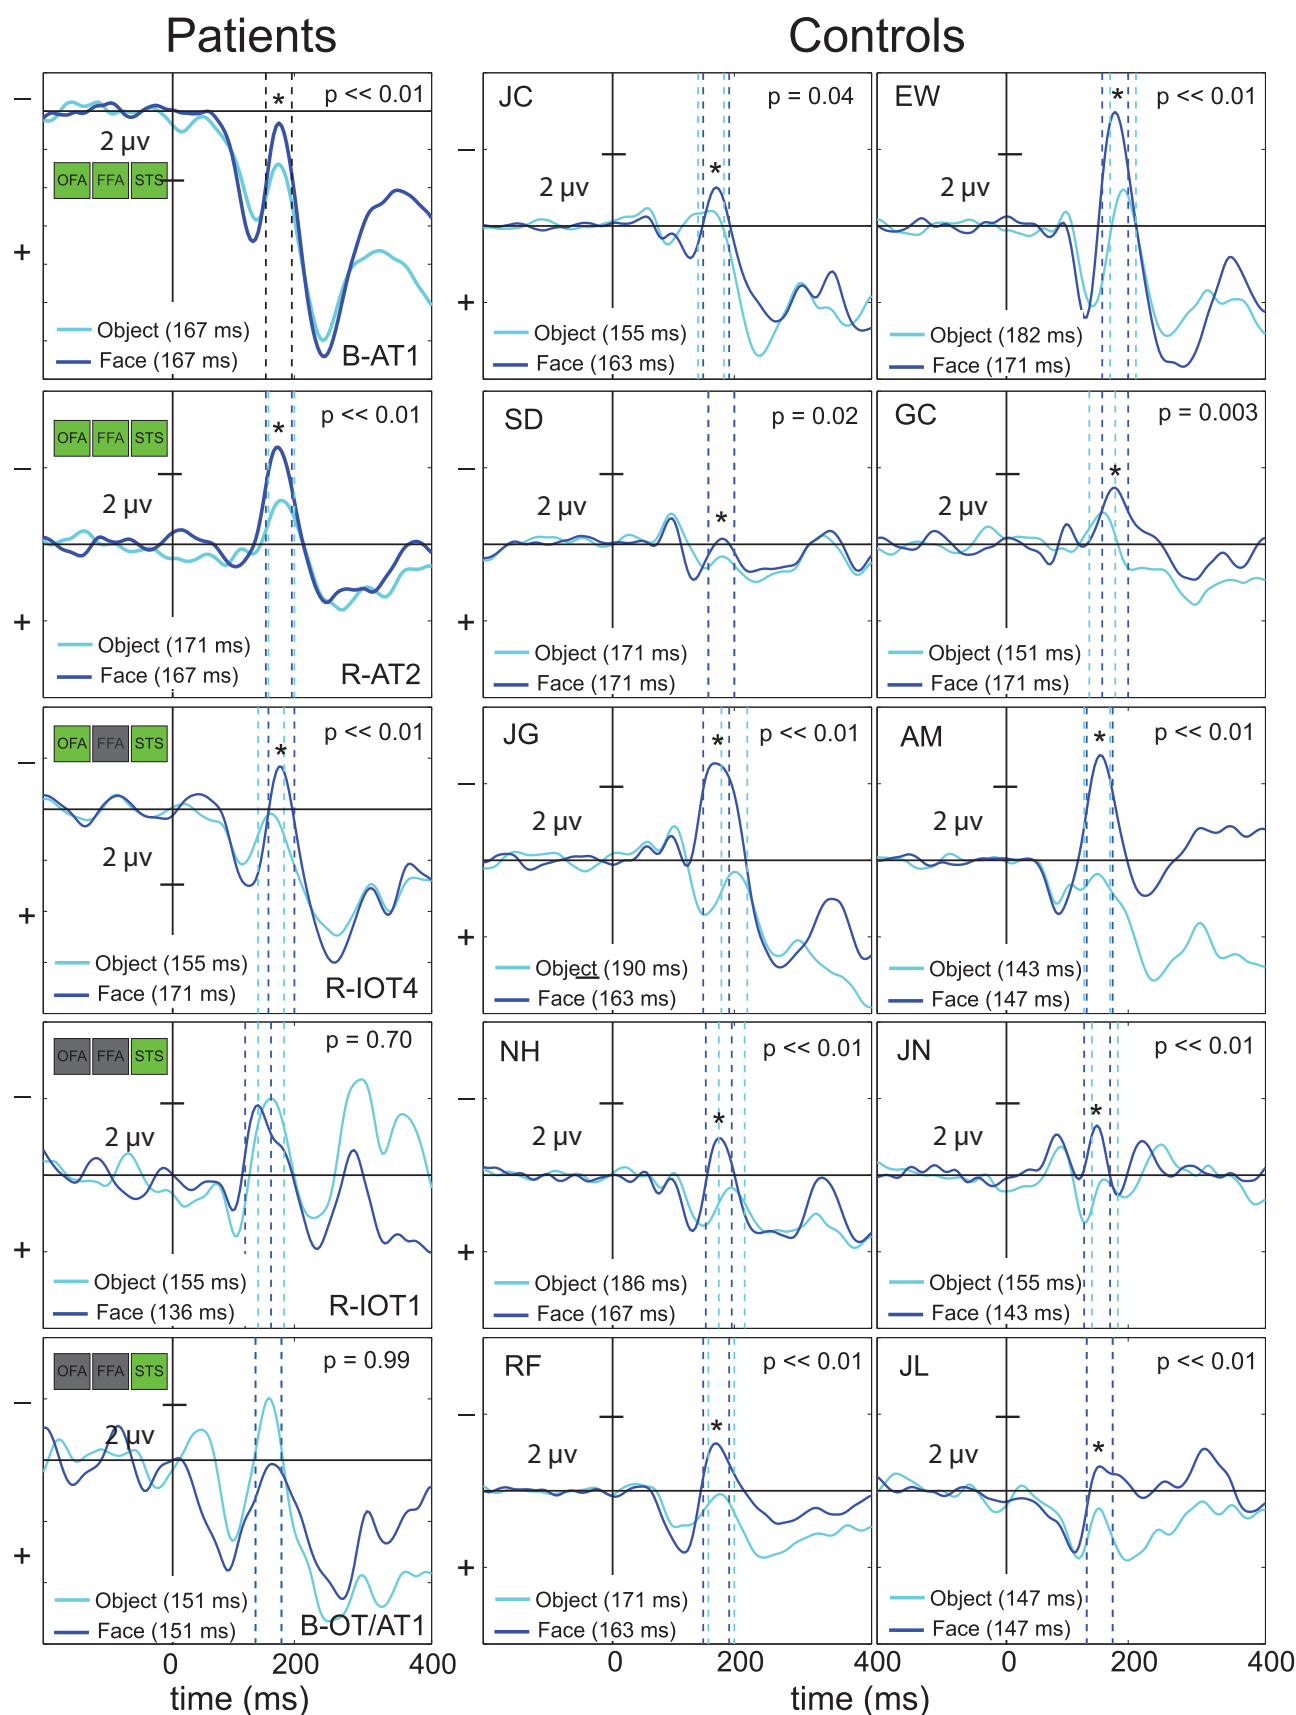 Patients
Controls
− * p << 0.01
2 µv
OFA FFA STS
+
Object (167 ms)
Face (167 ms)
B-AT1
JC p = 0.04
− *
2 µv
+
Object (155 ms)
Face (163 ms)
EW * p << 0.01
2 µv
Object (182 ms)
Face (171 ms)
OFA FFA STS * p << 0.01
−
2 µv
+
Object (171 ms)
Face (167 ms)
R-AT2
SD p = 0.02
−
2 µv *
+
Object (171 ms)
Face (171 ms)
GC p = 0.003
*
2 µv
Object (151 ms)
Face (171 ms)
OFA FFA STS p << 0.01
− *
2 µv
+
Object (155 ms)
Face (171 ms)
R-IOT4
JG * p << 0.01
−
2 µv
+
Object (190 ms)
Face (163 ms)
AM * p << 0.01
2 µv
Object (143 ms)
Face (147 ms)
OFA FFA STS p = 0.70
−
2 µv
+
Object (155 ms)
Face (136 ms)
R-IOT1
NH p << 0.01
−
2 µv *
+
Object (186 ms)
Face (167 ms)
JN p << 0.01
*
2 µv
Object (155 ms)
Face (143 ms)
OFA FFA STS p = 0.99
−
2 µv
+
Object (151 ms)
Face (151 ms)
B-OT/AT1
RF p << 0.01
− *
2 µv
+
Object (171 ms)
Face (163 ms)
JL p << 0.01
*
2 µv
Object (147 ms)
Face (147 ms)
0 200 400
0 200 400
0 200 400
time (ms)
time (ms)